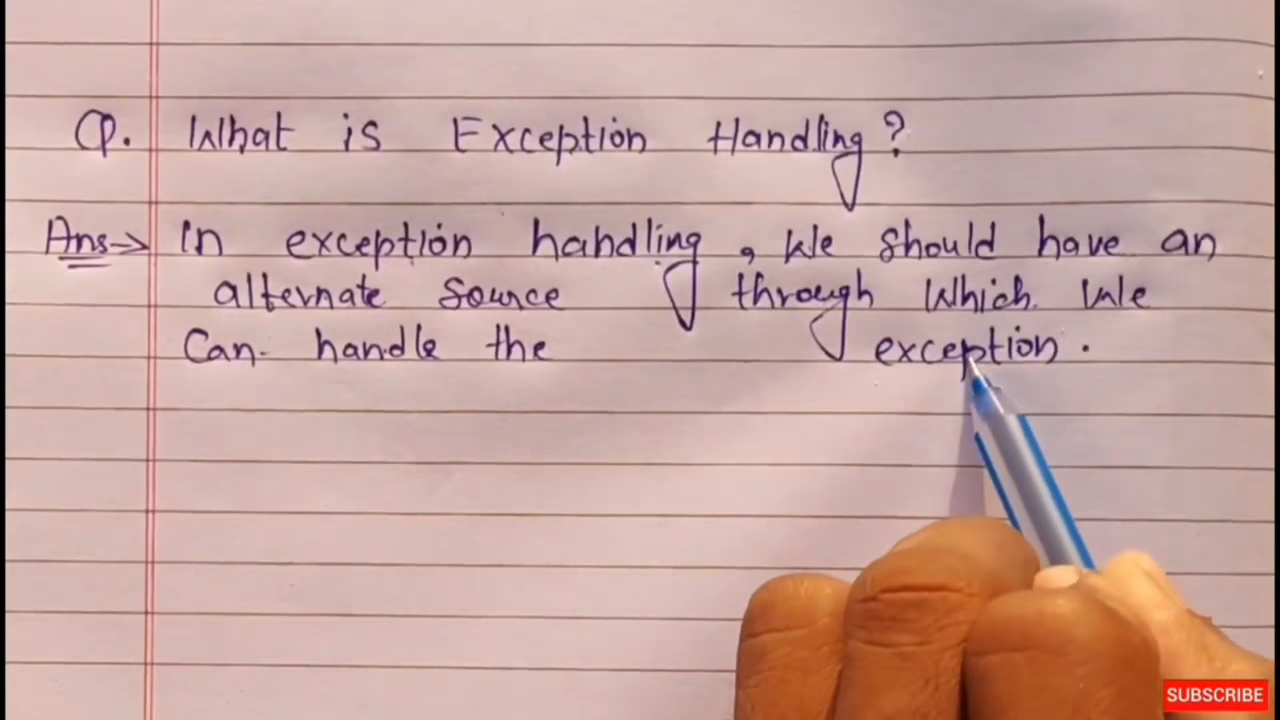 Q. What is Exception Handling?
Ans→ In exception handling, We should have an
alternate source through which we
Can handle the exception.
SUBSCRIBE